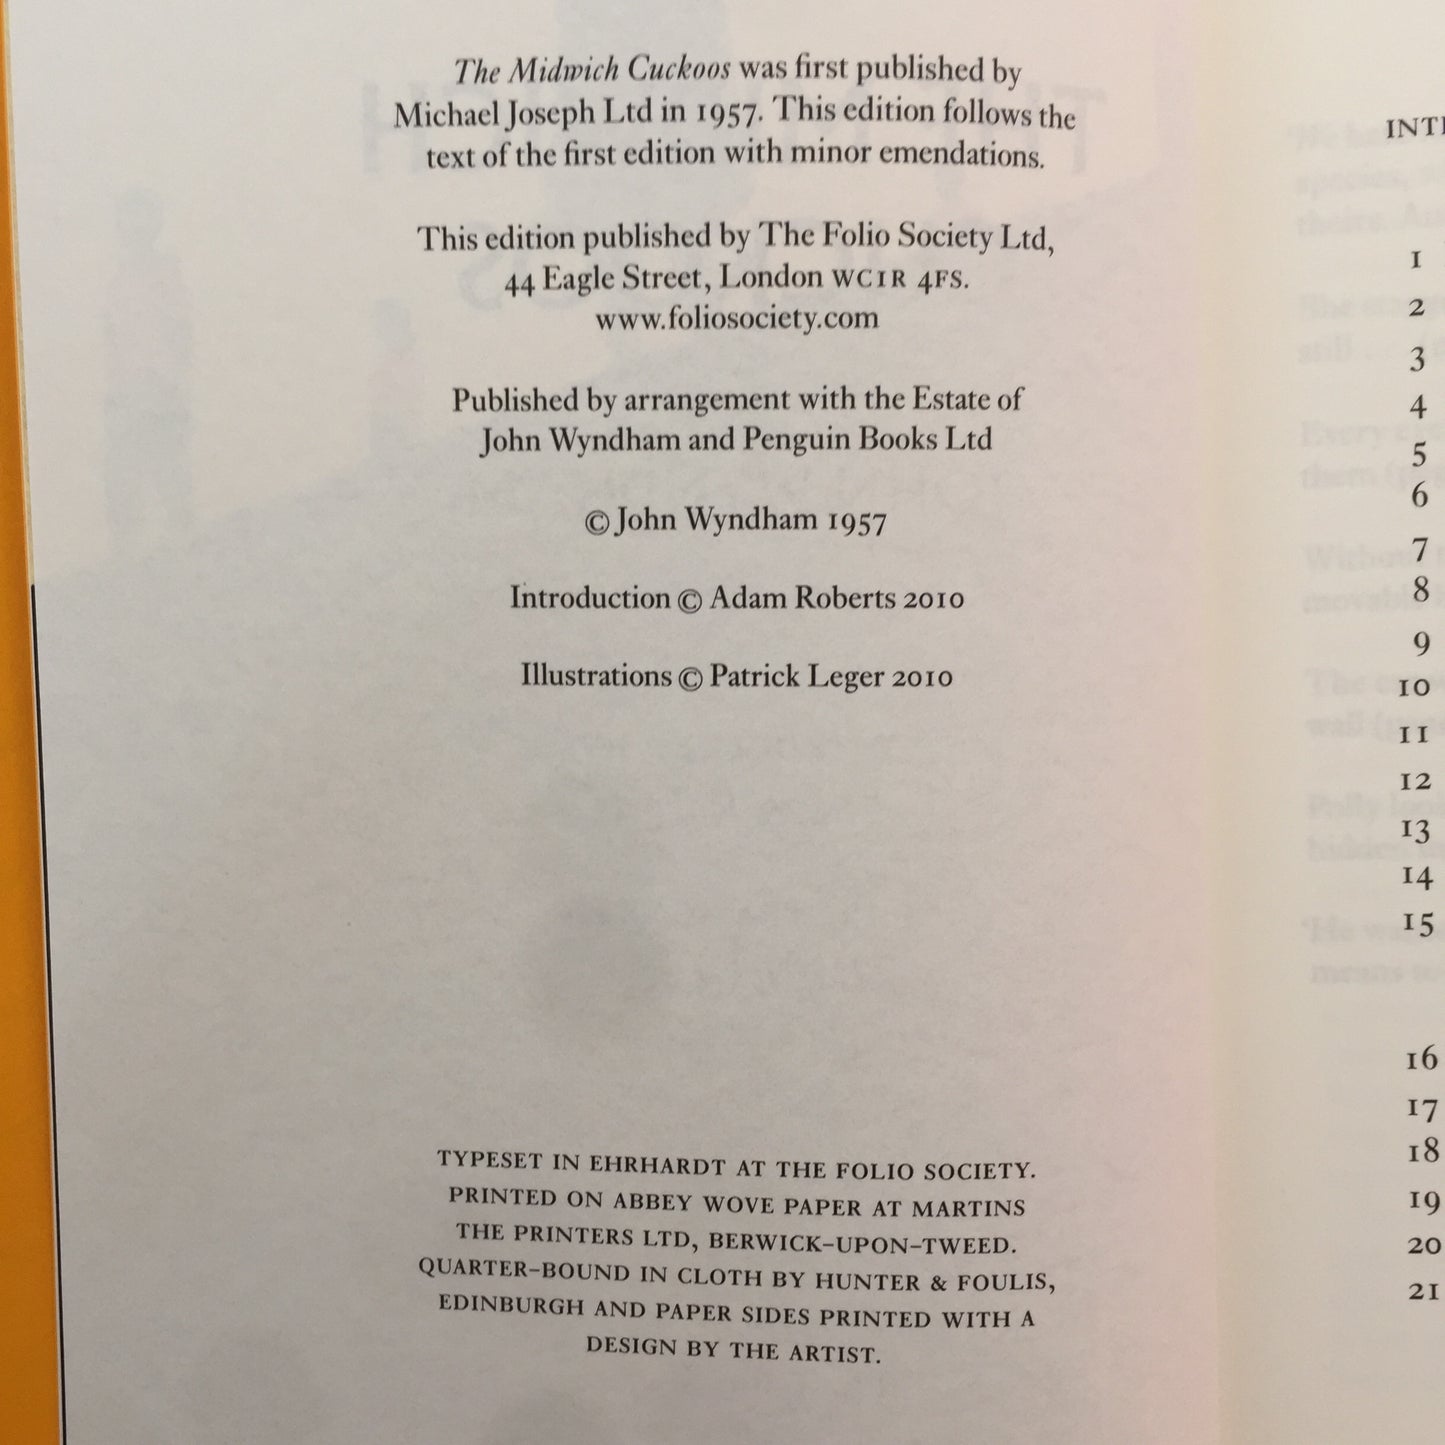 The Midwich Cuckoos was first published by
Michael Joseph Ltd in 1957. This edition follows the
text of the first edition with minor emendations.
This edition published by The Folio Society Ltd,
44 Eagle Street, London WC1R 4FS.
www.foliosociety.com
Published by arrangement with the Estate of
John Wyndham and Penguin Books Ltd
© John Wyndham 1957
Introduction © Adam Roberts 2010
Illustrations © Patrick Leger 2010
TYPESET IN EHRHARDT AT THE FOLIO SOCIETY.
PRINTED ON ABBEY WOVE PAPER AT MARTINS
THE PRINTERS LTD, BERWICK-UPON-TWEED.
QUARTER-BOUND IN CLOTH BY HUNTER & FOULIS,
EDINBURGH AND PAPER SIDES PRINTED WITH A
DESIGN BY THE ARTIST.
1
2
3
4
5
6
7
8
9
10
11
12
13
14
15
16
17
18
19
20
21